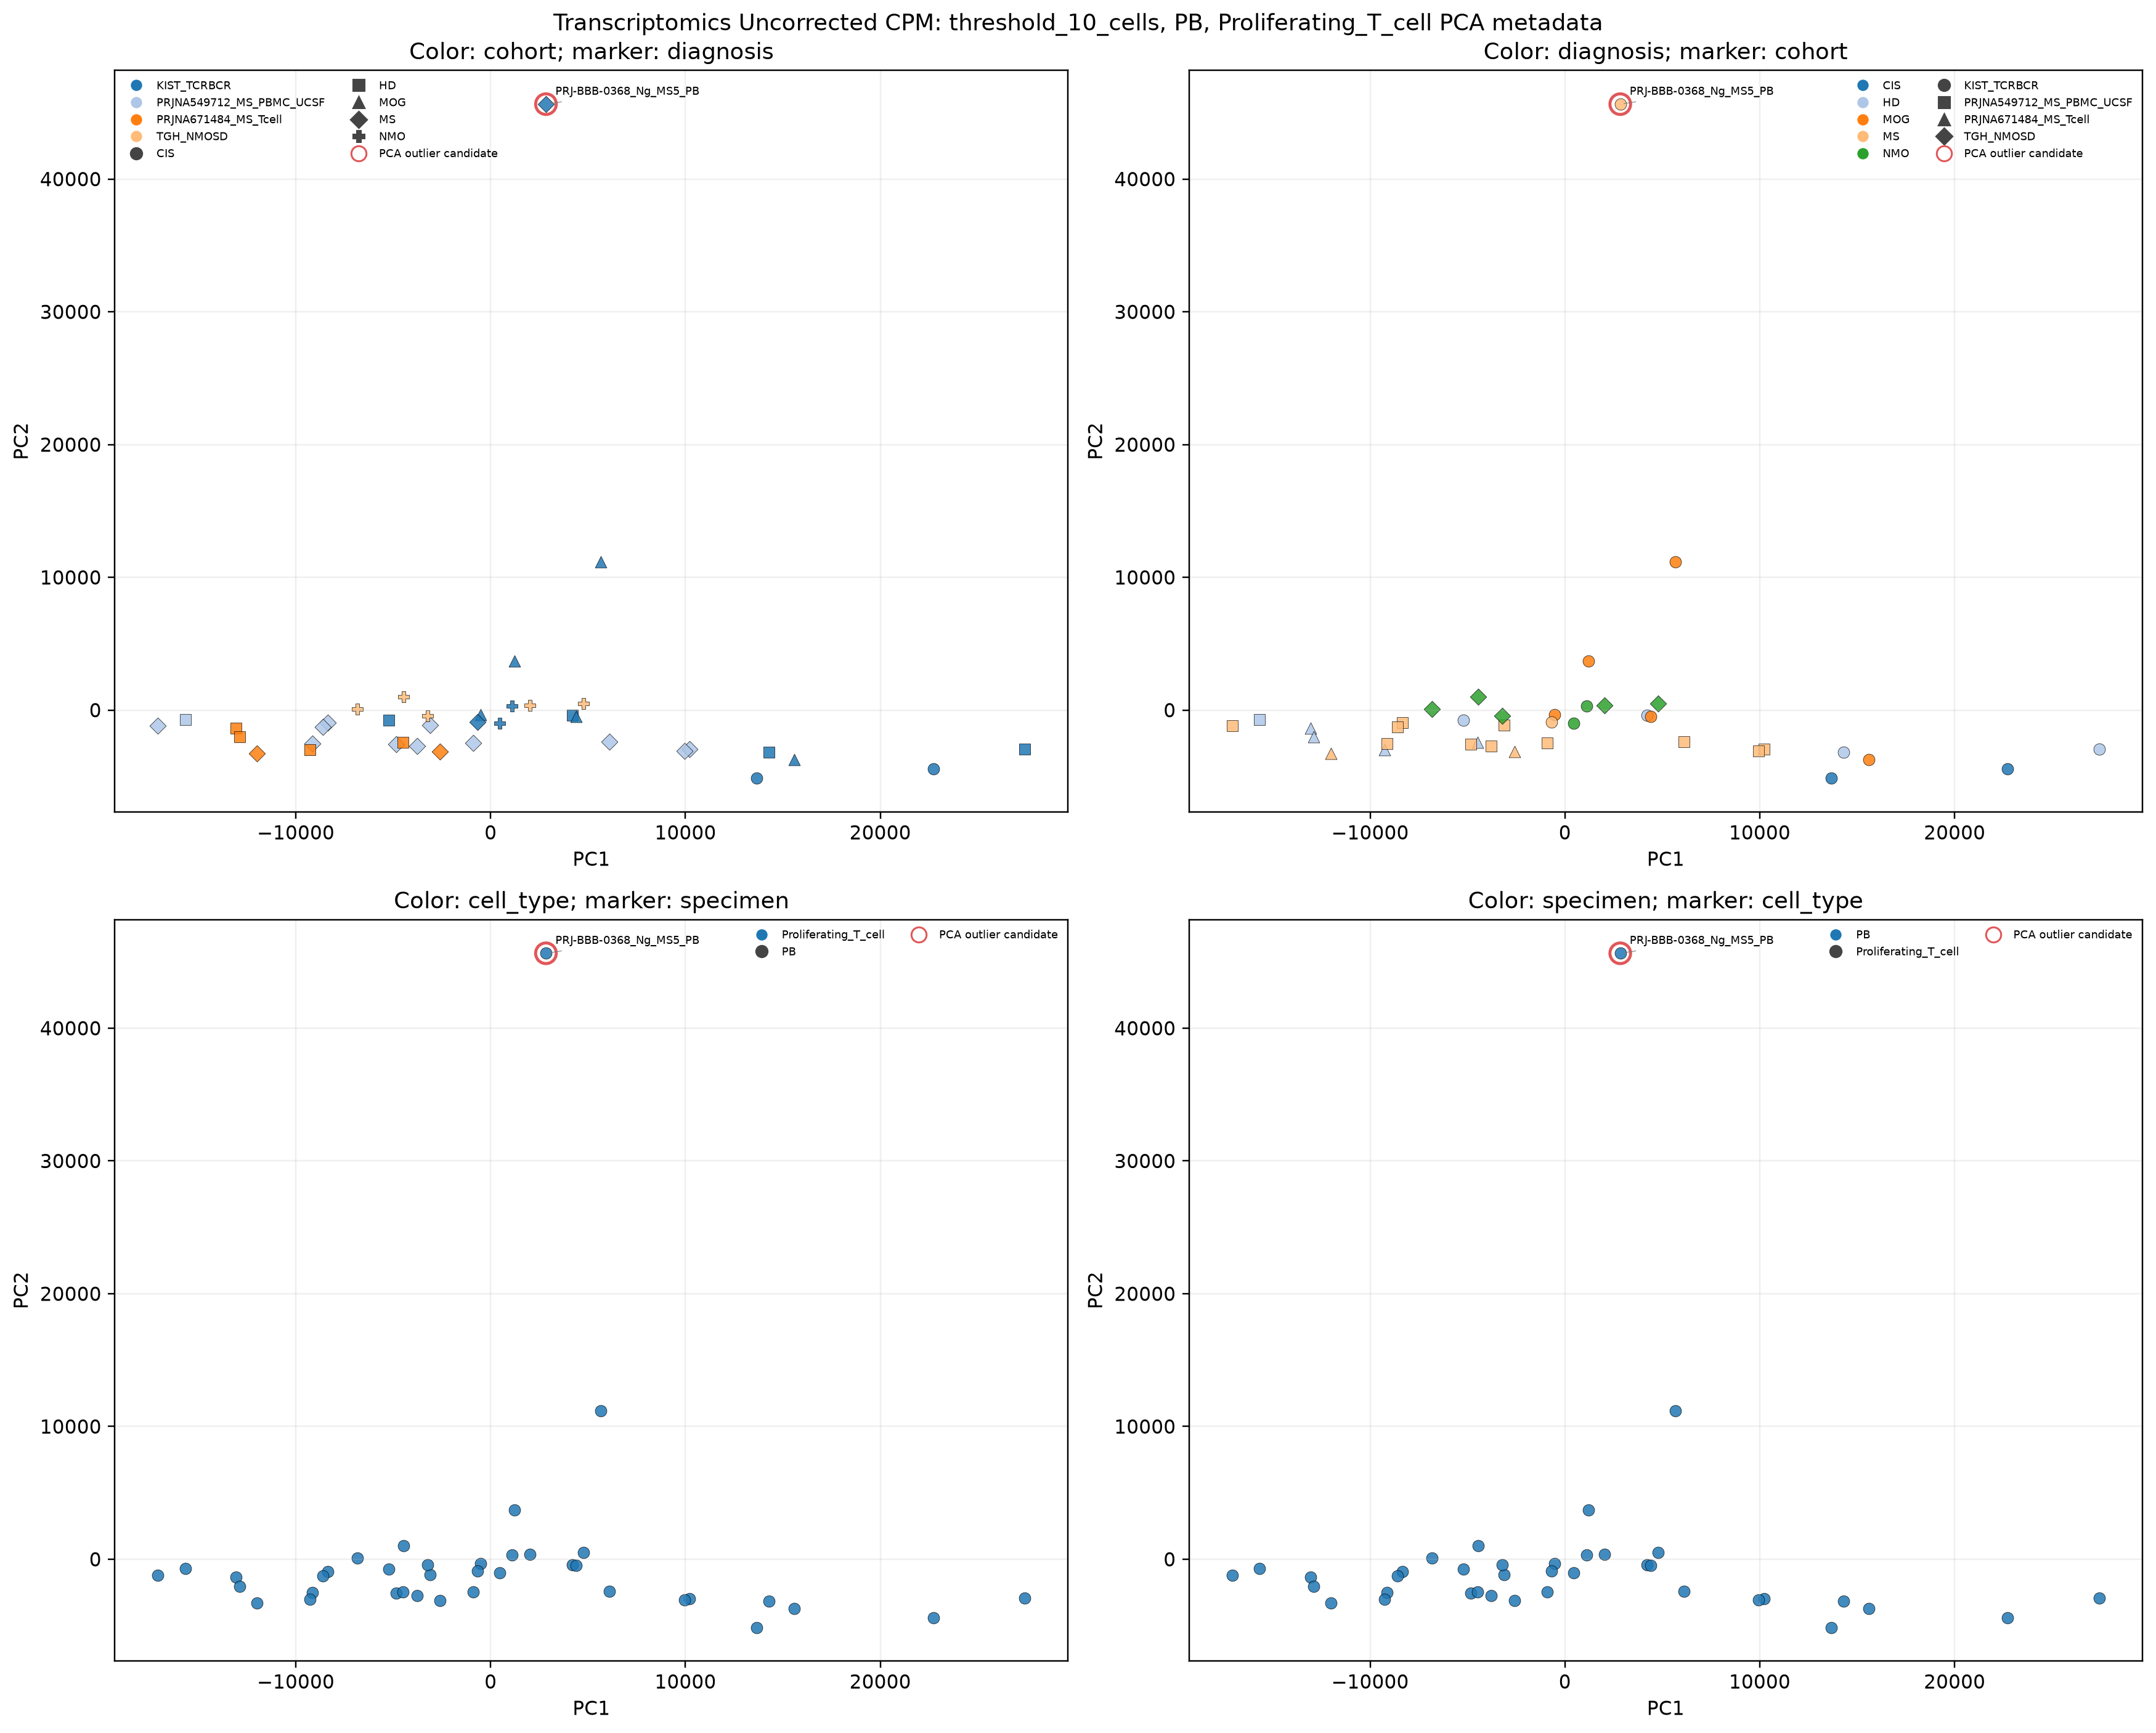 Transcriptomics Uncorrected CPM: threshold_10_cells, PB, Proliferating_T_cell PCA metadata
Color: cohort; marker: diagnosis
KIST_TCRBCR
PRJNA549712_MS_PBMC_UCSF
PRJNA671484_MS_Tcell
TGH_NMOSD
CIS
HD
MOG
MS
NMO
PCA outlier candidate
PRJ-BBB-0368_Ng_MS5_PB
40000
30000
20000
10000
0
PC2
−10000
0
10000
20000
PC1
Color: diagnosis; marker: cohort
PRJ-BBB-0368_Ng_MS5_PB
CIS
HD
MOG
MS
NMO
KIST_TCRBCR
PRJNA549712_MS_PBMC_UCSF
PRJNA671484_MS_Tcell
TGH_NMOSD
PCA outlier candidate
40000
30000
20000
10000
0
PC2
−10000
0
10000
20000
PC1
Color: cell_type; marker: specimen
PRJ-BBB-0368_Ng_MS5_PB
Proliferating_T_cell
PB
PCA outlier candidate
40000
30000
20000
10000
0
PC2
−10000
0
10000
20000
PC1
Color: specimen; marker: cell_type
PRJ-BBB-0368_Ng_MS5_PB
PB
Proliferating_T_cell
PCA outlier candidate
40000
30000
20000
10000
0
PC2
−10000
0
10000
20000
PC1